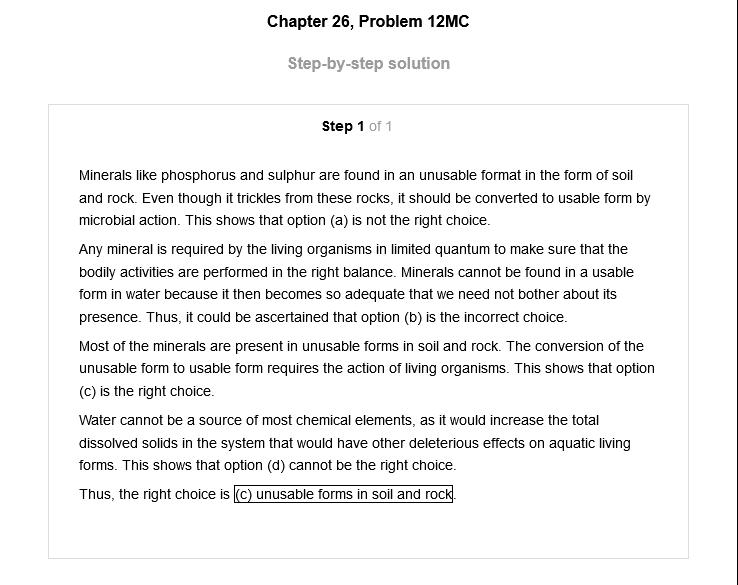 Chapter 26, Problem 12MC
Step-by-step solution
Step 1 of 1
Minerals like phosphorus and sulphur are found in an unusable format in the form of soil
and rock. Even though it trickles from these rocks, it should be converted to usable form by
microbial action. This shows that option (a) is not the right choice.
Any mineral is required by the living organisms in limited quantum to make sure that the
bodily activities are performed in the right balance. Minerals cannot be found in a usable
form in water because it then becomes so adequate that we need not bother about its
presence. Thus, it could be ascertained that option (b) is the incorrect choice.
Most of the minerals are present in unusable forms in soil and rock. The conversion of the
unusable form to usable form requires the action of living organisms. This shows that option
(c) is the right choice.
Water cannot be a source of most chemical elements, as it would increase the total
dissolved solids in the system that would have other deleterious effects on aquatic living
forms. This shows that option (d) cannot be the right choice.
Thus, the right choice is (c) unusable forms in soil and rock.